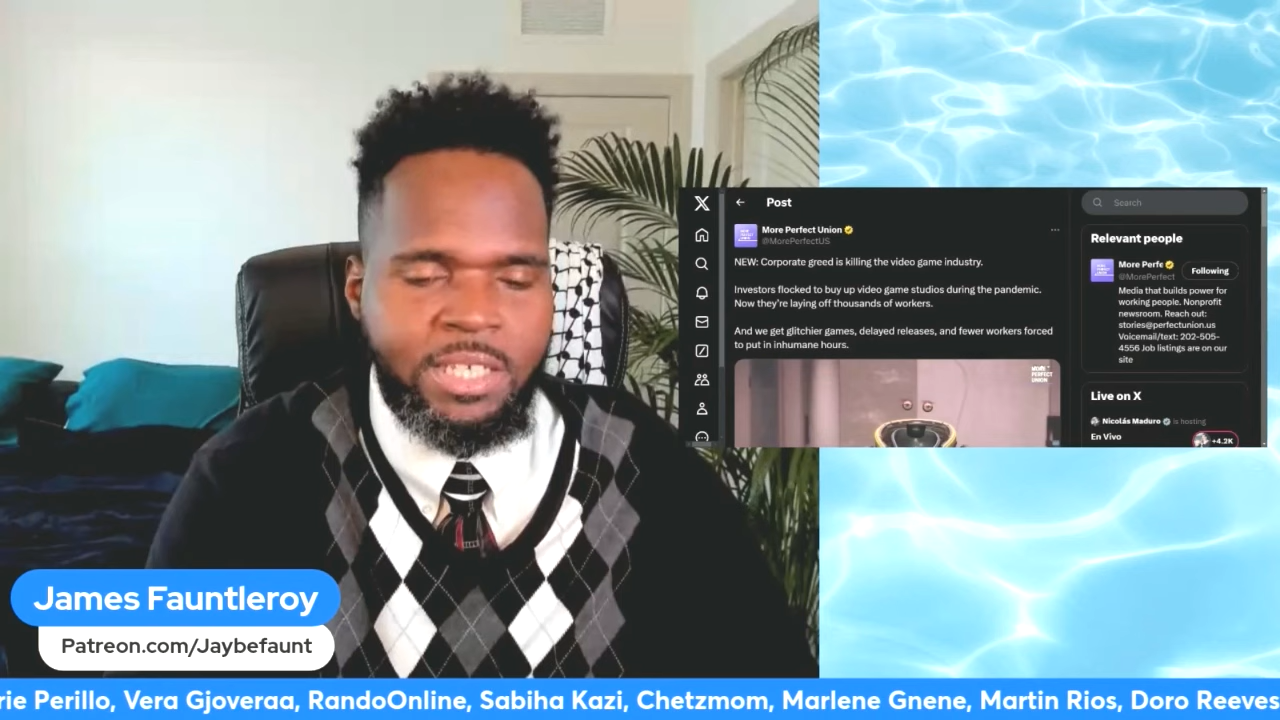 Post
Search
More Perfect Union
@MorePerfectUS
NEW: Corporate greed is killing the video game industry.
Investors flocked to buy up video game studios during the pandemic.
Now they're laying off thousands of workers.
And we get glitchier games, delayed releases, and fewer workers forced
to put in inhumane hours.
MORE
PERFECT
UNION
Relevant people
More Perfe
@MorePerfect
Following
Media that builds power for
working people. Nonprofit
newsroom. Reach out:
stories@perfectunion.us
Voicemail/text: 202-505-
4556 Job listings are on our
site
Live on X
Nicolás Maduro is hosting
En Vivo
+4.2K
James Fauntleroy
Patreon.com/Jaybefaunt
rie Perillo, Vera Gjoveraa, RandoOnline, Sabiha Kazi, Chetzmom, Marlene Gnene, Martin Rios, Doro Reeves